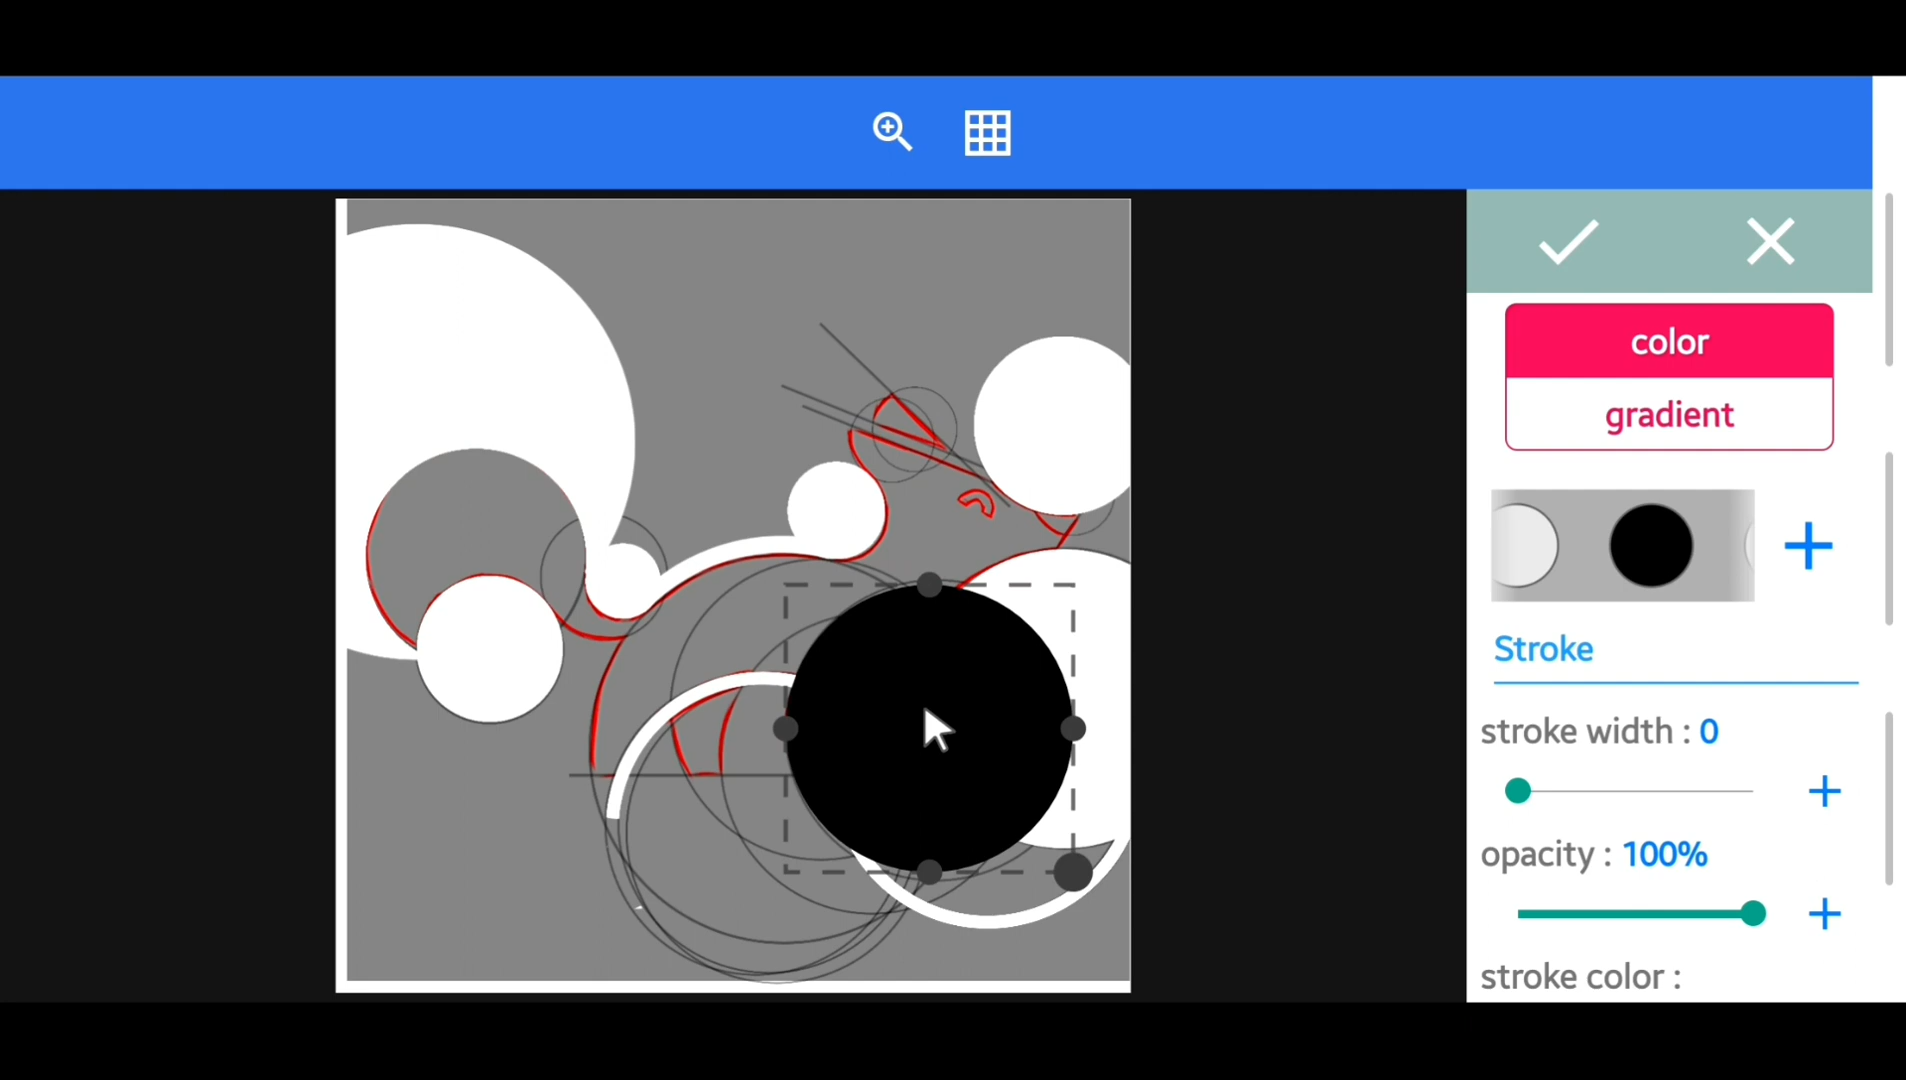 color
gradient
Stroke
stroke width : 0
opacity : 100%
stroke color :